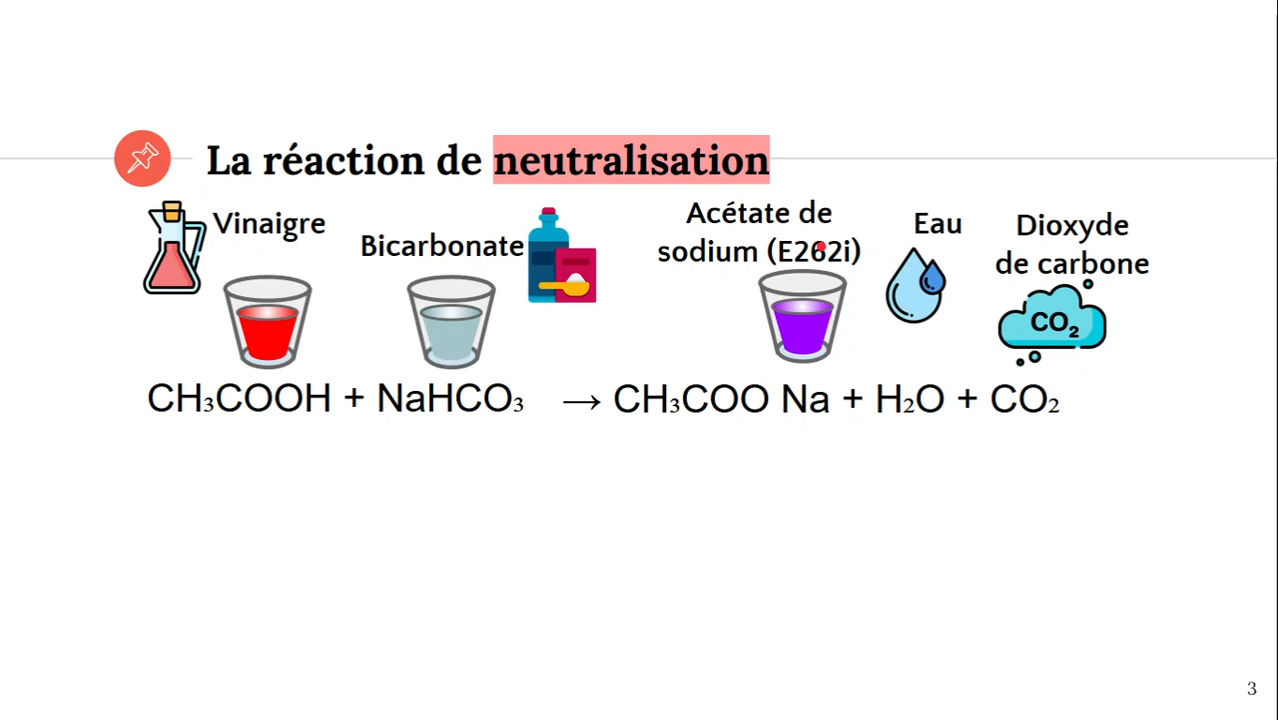 La réaction de neutralisation
Vinaigre
Bicarbonate
Acétate de
sodium (E262i)
Eau
Dioxyde
de carbone
CO₂
CH₃COOH + NaHCO₃ → CH₃COO Na + H₂O + CO₂
3